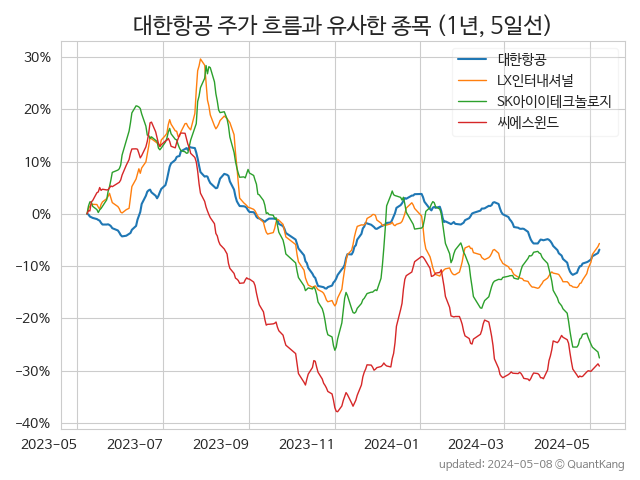 대한항공 주가 흐름과 유사한 종목 (1년, 5일선)
대한항공
LX인터내셔널
SK아이이테크놀로지
씨에스윈드
30%
20%
10%
0%
−10%
−20%
−30%
−40%
2023-05 2023-07 2023-09 2023-11 2024-01 2024-03 2024-05
updated: 2024-05-08 © QuantKang